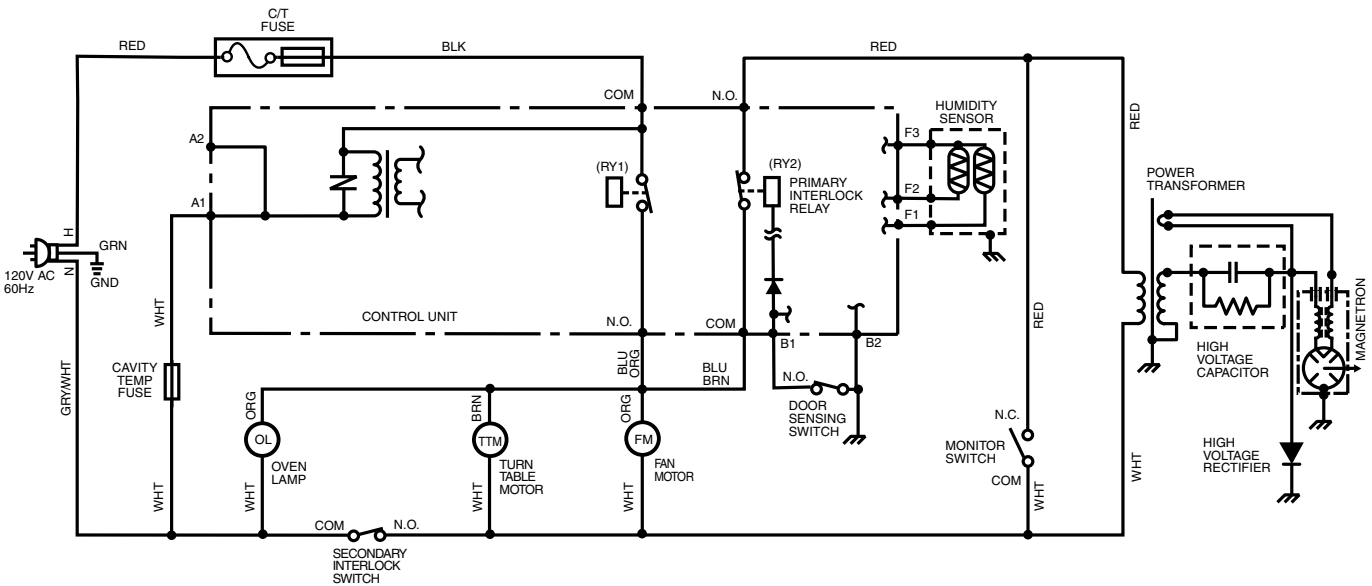 C/T
FUSE
RED
BLK
RED
COM
N.O.
HUMIDITY
SENSOR
A2
F3
RED
(RY1)
(RY2)
PRIMARY
INTERLOCK
RELAY
POWER
TRANSFORMER
F2
A1
F1
H
GRN
120V AC
60Hz
N
GND
WHT
CONTROL UNIT
N.O.
COM
B1
B2
RED
HIGH
VOLTAGE
CAPACITOR
MAGNETRON
CAVITY
TEMP
FUSE
GRY/WHT
BLU
ORG
BLU
BRN
N.O.
DOOR
SENSING
SWITCH
ORG
BRN
ORG
OL
TTM
FM
N.C.
MONITOR
SWITCH
COM
HIGH
VOLTAGE
RECTIFIER
OVEN
LAMP
TURN
TABLE
MOTOR
FAN
MOTOR
WHT
WHT
WHT
WHT
WHT
WHT
COM
N.O.
SECONDARY
INTERLOCK
SWITCH